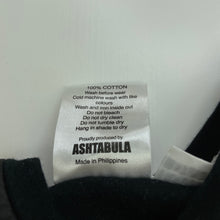 100% COTTON
Wash before wear
Cold machine wash with like
colours
Wash and iron inside out
Do not bleach
Do not dry clean
Do not tumble dry
Hang in shade to dry
Proudly produced by
ASHTABULA
Made in Philippines